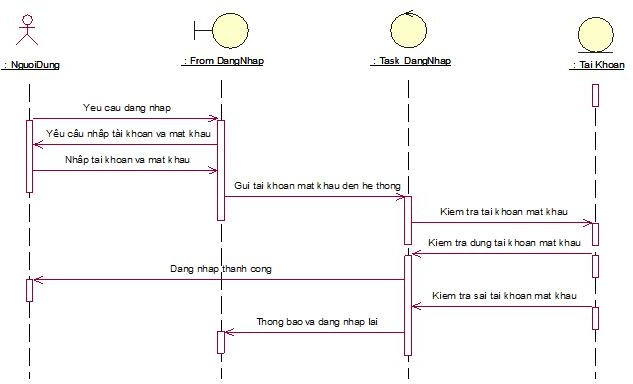 : NguoiDung
: From DangNhap
: Task DangNhap
: Tai Khoan
Yeu cau dang nhap
Yêu câu nhâp tài khoan va mat khau
Nhâp tai khoan va mat khau
Gui tai khoan mat khau den he thong
Kiem tra tai khoan mat khau
Kiem tra dung tai khoan mat khau
Dang nhap thanh cong
Kiem tra sai tai khoan mat khau
Thong bao va dang nhap lai